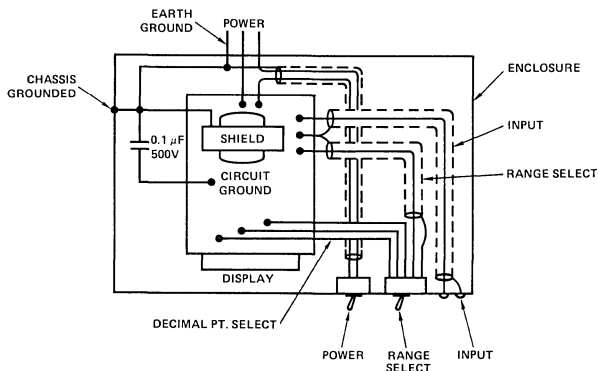 EARTH
GROUND
POWER
CHASSIS
GROUNDED
ENCLOSURE
0.1 μF
500V
SHIELD
INPUT
CIRCUIT
GROUND
RANGE SELECT
DISPLAY
DECIMAL PT. SELECT
POWER
RANGE
SELECT
INPUT